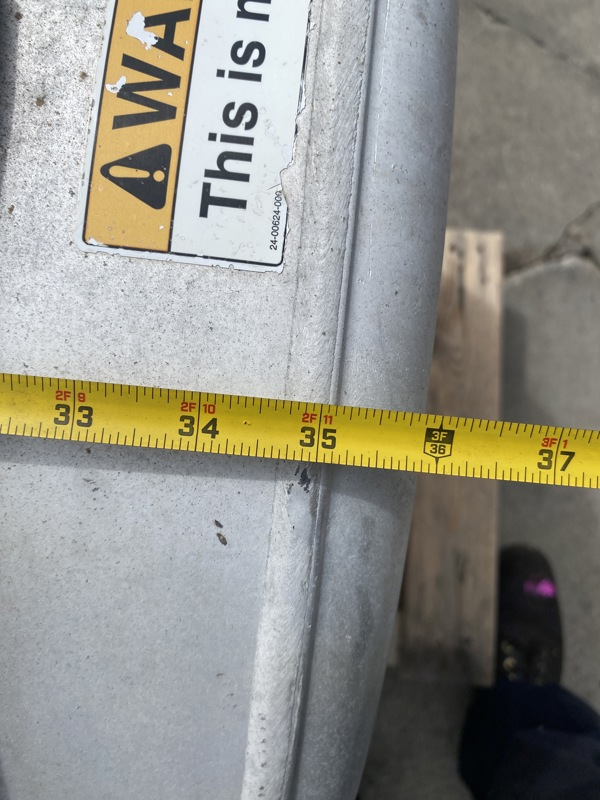 WA
This is
24-00624-000
2F 9 2F 10 2F 11 3F 3F 1
33 34 35 36 37